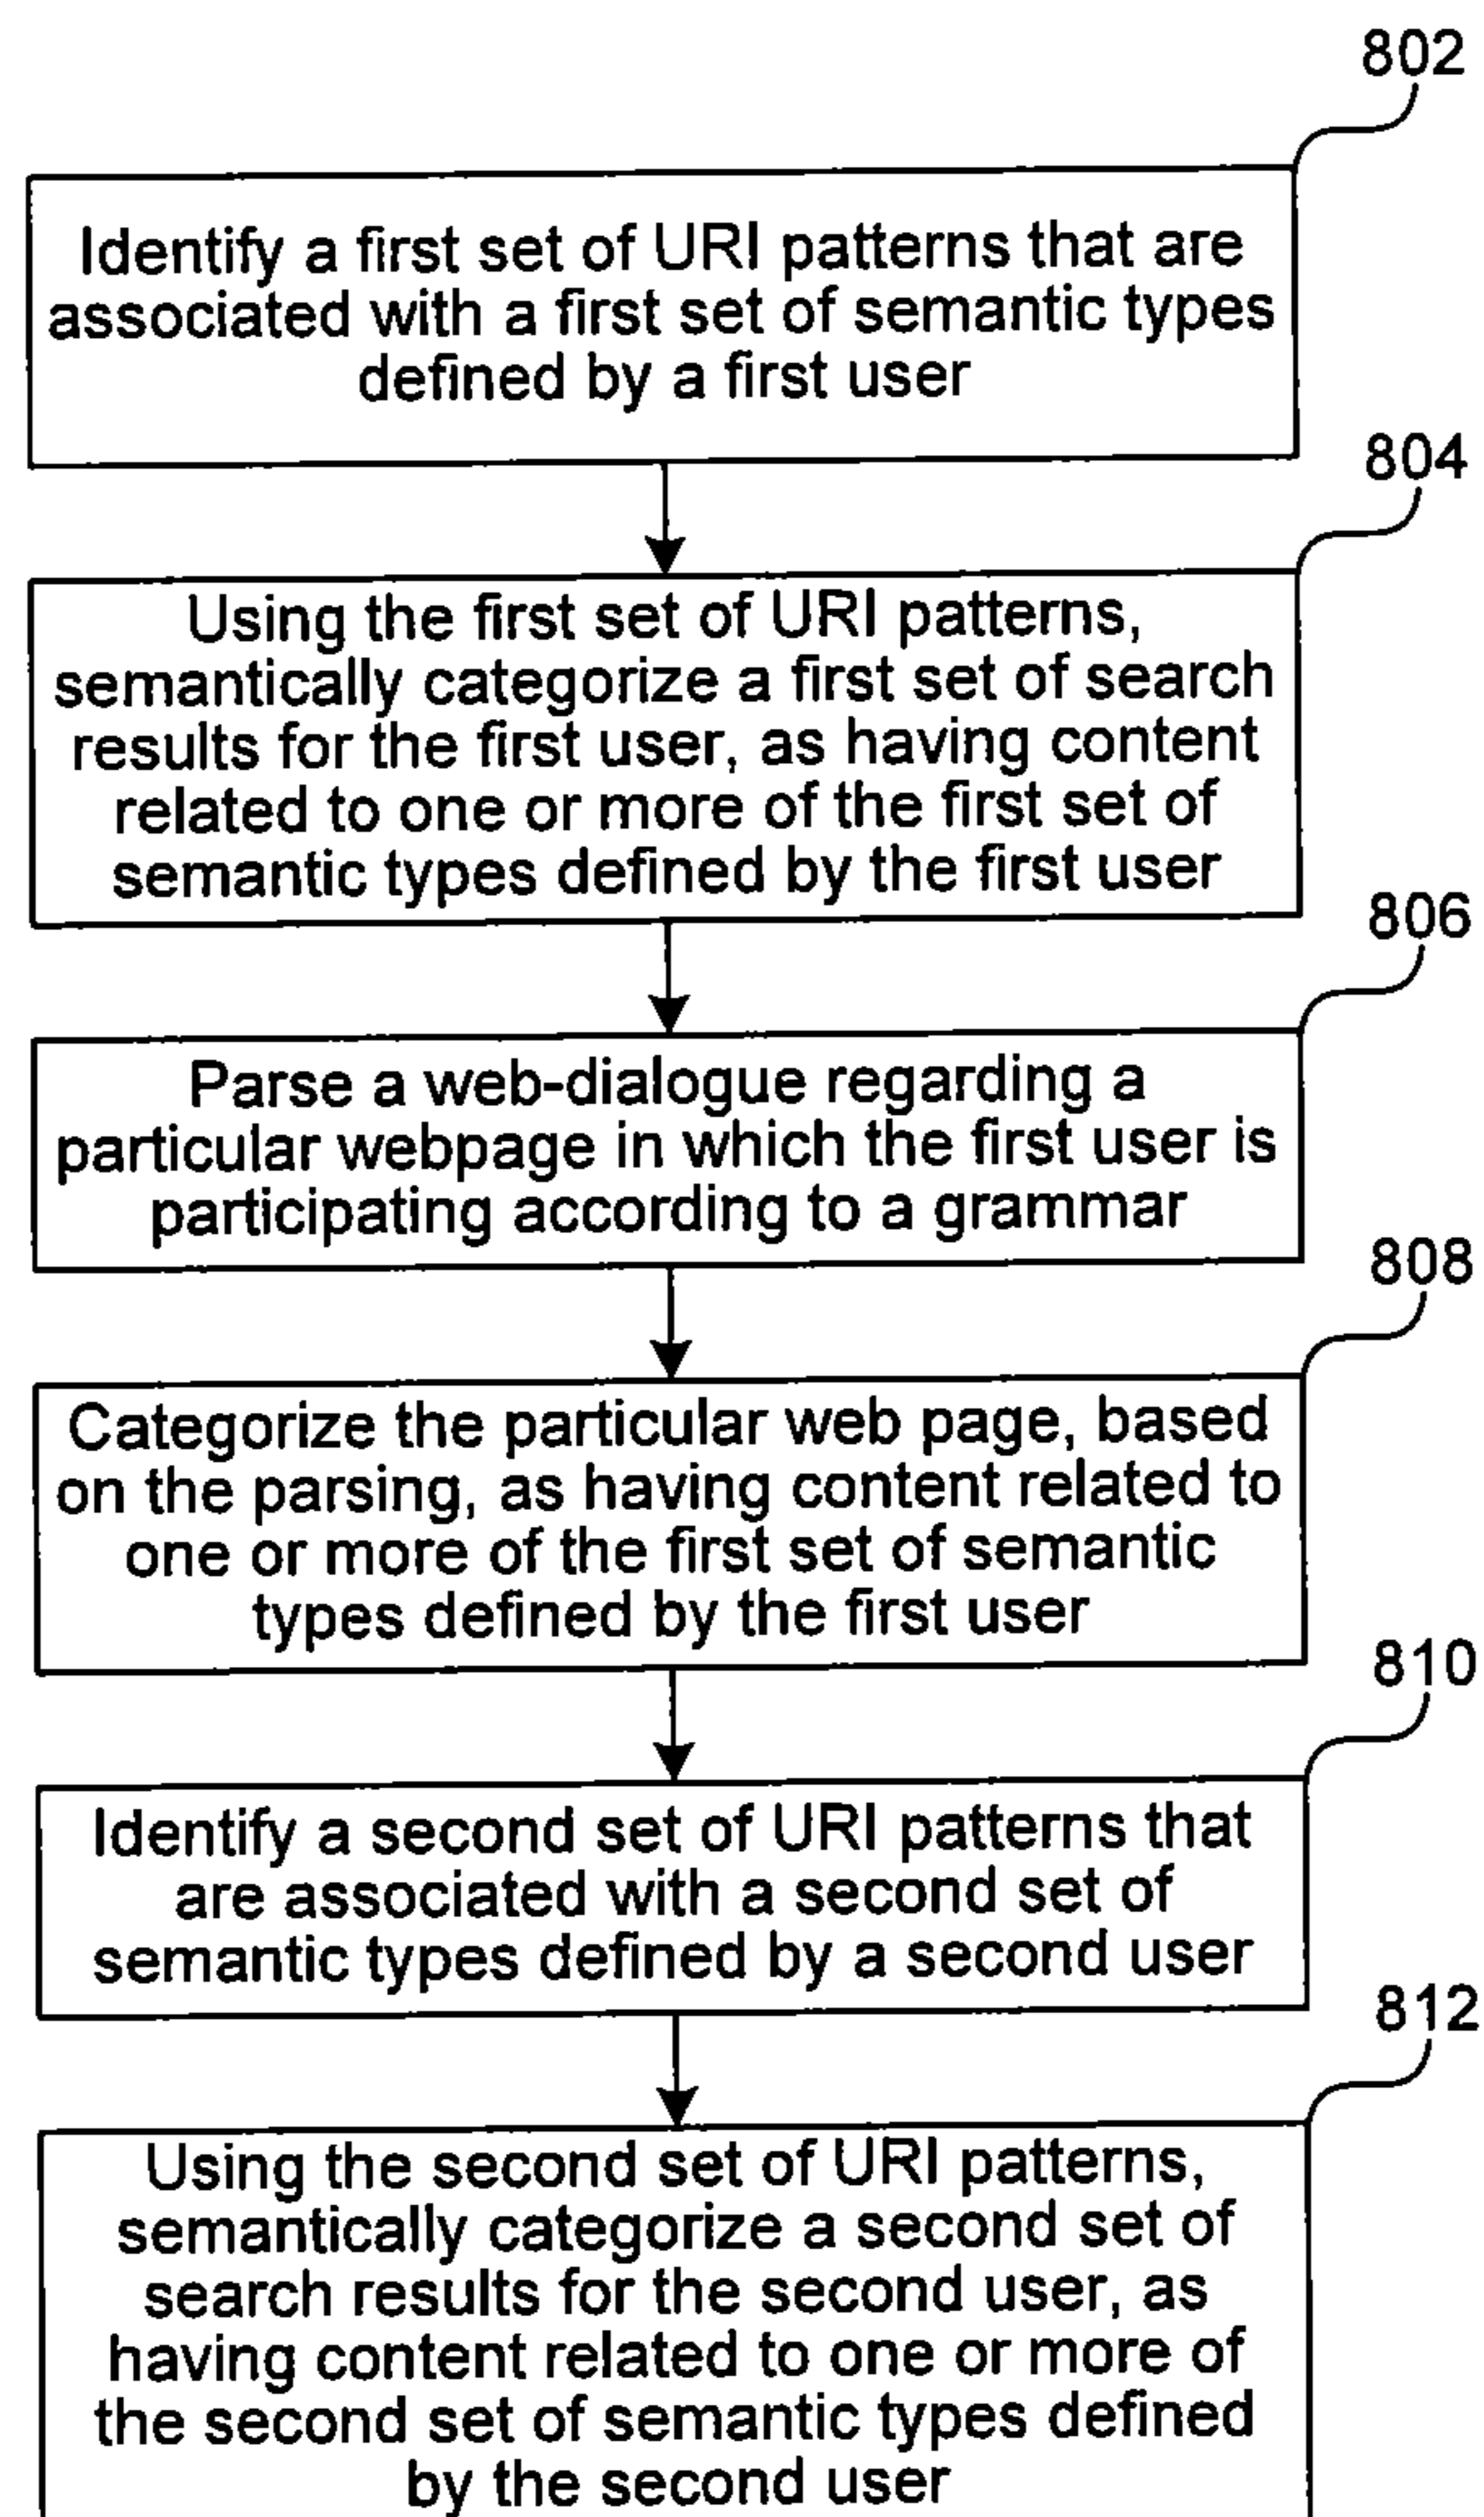 802
Identify a first set of URI patterns that are
associated with a first set of semantic types
defined by a first user
804
Using the first set of URI patterns,
semantically categorize a first set of search
results for the first user, as having content
related to one or more of the first set of
semantic types defined by the first user
806
Parse a web-dialogue regarding a
particular webpage in which the first user is
participating according to a grammar
808
Categorize the particular web page, based
on the parsing, as having content related to
one or more of the first set of semantic
types defined by the first user
810
Identify a second set of URI patterns that
are associated with a second set of
semantic types defined by a second user
812
Using the second set of URI patterns,
semantically categorize a second set of
search results for the second user, as
having content related to one or more of
the second set of semantic types defined
by the second user